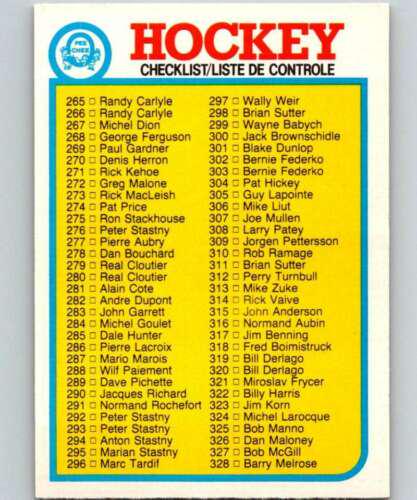 O
PEE
CHEE
HOCKEY
CHECKLIST/LISTE DE CONTROLE
265 □ Randy Carlyle
266 □ Randy Carlyle
267 □ Michel Dion
268 □ George Ferguson
269 □ Paul Gardner
270 □ Denis Herron
271 □ Rick Kehoe
272 □ Greg Malone
273 □ Rick MacLeish
274 □ Pat Price
275 □ Ron Stackhouse
276 □ Peter Stastny
277 □ Pierre Aubry
278 □ Dan Bouchard
279 □ Real Cloutier
280 □ Real Cloutier
281 □ Alain Cote
282 □ Andre Dupont
283 □ John Garrett
284 □ Michel Goulet
285 □ Dale Hunter
286 □ Pierre Lacroix
287 □ Mario Marois
288 □ Wilf Paiement
289 □ Dave Pichette
290 □ Jacques Richard
291 □ Normand Rochefort
292 □ Peter Stastny
293 □ Peter Stastny
294 □ Anton Stastny
295 □ Marian Stastny
296 □ Marc Tardif
297 □ Wally Weir
298 □ Brian Sutter
299 □ Wayne Babych
300 □ Jack Brownschidle
301 □ Blake Dunlop
302 □ Bernie Federko
303 □ Bernie Federko
304 □ Pat Hickey
305 □ Guy Lapointe
306 □ Mike Liut
307 □ Joe Mullen
308 □ Larry Patey
309 □ Jorgen Pettersson
310 □ Rob Ramage
311 □ Brian Sutter
312 □ Perry Turnbull
313 □ Mike Zuke
314 □ Rick Vaive
315 □ John Anderson
316 □ Normand Aubin
317 □ Jim Benning
318 □ Fred Boimistruck
319 □ Bill Derlago
320 □ Bill Derlago
321 □ Miroslav Frycer
322 □ Billy Harris
323 □ Jim Korn
324 □ Michel Larocque
325 □ Bob Manno
326 □ Dan Maloney
327 □ Bob McGill
328 □ Barry Melrose